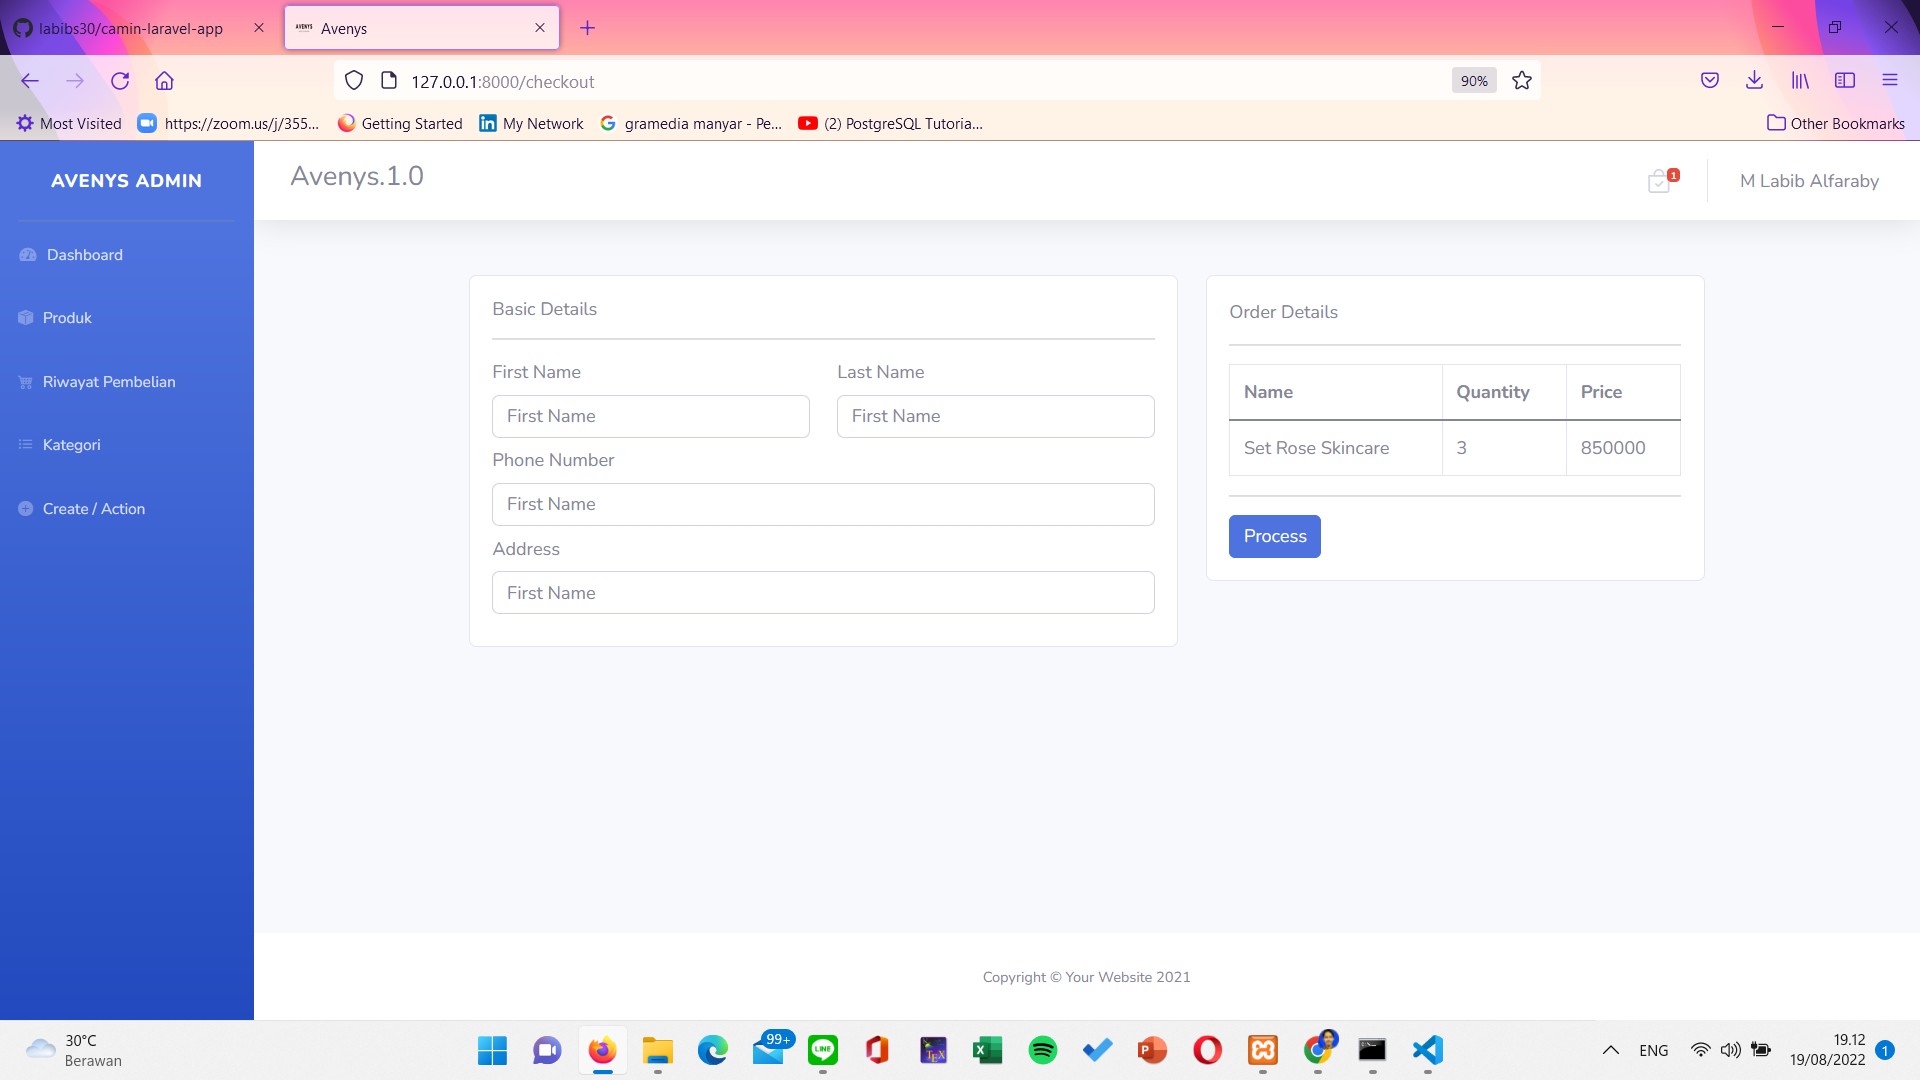 labibs30/camin-laravel-app
AVENYS Avenys
127.0.0.1:8000/checkout
90%
Most Visited
https://zoom.us/j/355...
Getting Started
My Network
gramedia manyar - Pe...
(2) PostgreSQL Tutoria...
Other Bookmarks
AVENYS ADMIN
Dashboard
Produk
Riwayat Pembelian
Kategori
Create / Action
Avenys.1.0
1
M Labib Alfaraby
Basic Details
First Name Last Name
First Name First Name
Phone Number
First Name
Address
First Name
Order Details
Name Quantity Price
Set Rose Skincare 3 850000
Process
Copyright © Your Website 2021
30°C
Berawan
99+
LINE
TEX
ENG
19.12
19/08/2022
1